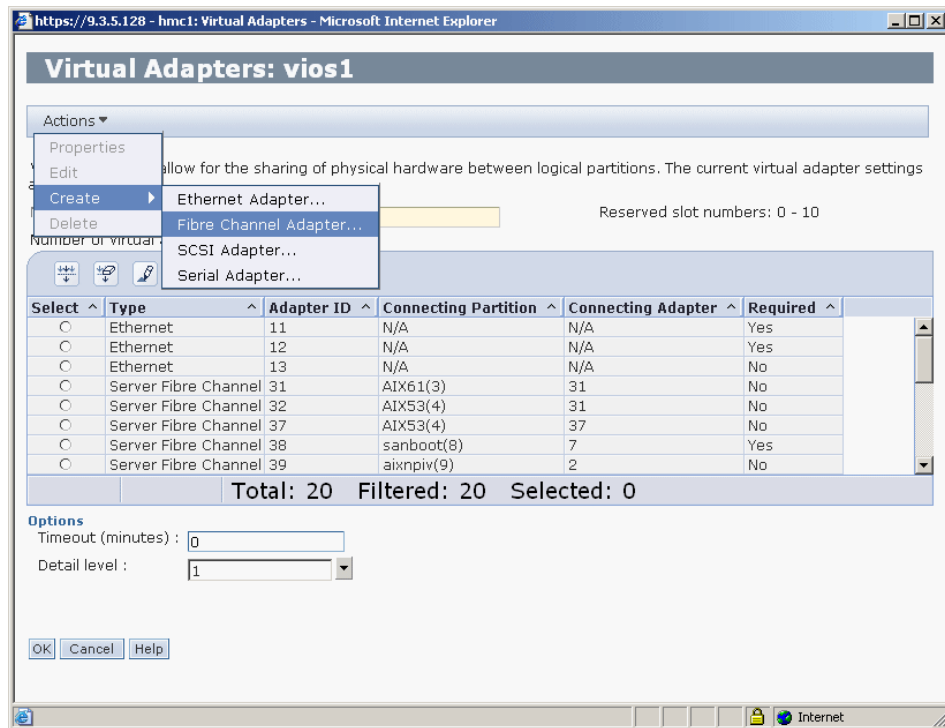 https://9.3.5.128 - hmc1: Virtual Adapters - Microsoft Internet Explorer
Virtual Adapters: vios1
Actions
Properties
Edit
Create
Delete
allow for the sharing of physical hardware between logical partitions. The current virtual adapter settings
Ethernet Adapter...
Fibre Channel Adapter...
SCSI Adapter...
Serial Adapter...
Reserved slot numbers: 0 - 10
Number of virtual
Select Type Adapter ID Connecting Partition Connecting Adapter Required
Ethernet 11 N/A N/A Yes
Ethernet 12 N/A N/A Yes
Ethernet 13 N/A N/A No
Server Fibre Channel 31 AIX61(3) 31 No
Server Fibre Channel 32 AIX53(4) 31 No
Server Fibre Channel 37 AIX53(4) 37 No
Server Fibre Channel 38 sanboot(8) 7 Yes
Server Fibre Channel 39 aixnpiv(9) 2 No
Total: 20 Filtered: 20 Selected: 0
Options
Timeout (minutes) : 0
Detail level : 1
OK Cancel Help
Internet